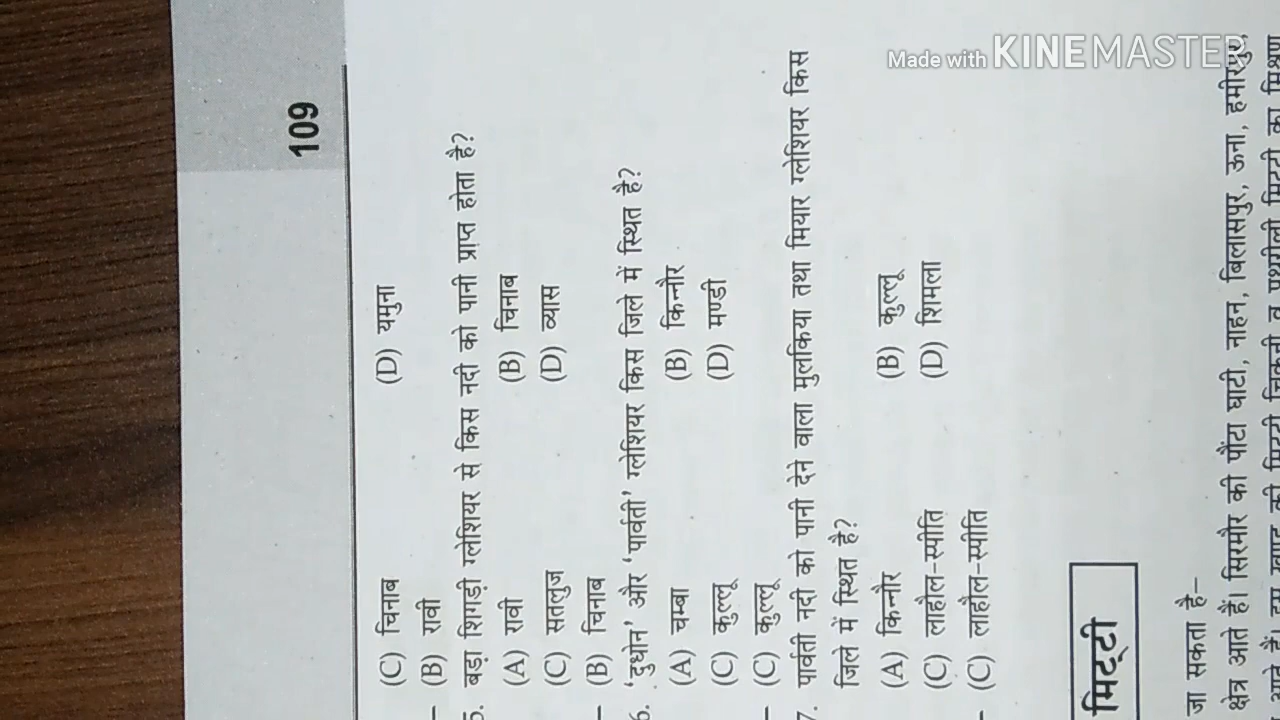 Made with KINEMASTER
109
(C) चिनाब (D) यमुना
– (B) रावी
5. बड़ा शिगड़ी ग्लेशियर से किस नदी को पानी प्राप्त होता है?
(A) रावी (B) चिनाब
(C) सतलुज (D) व्यास
– (B) चिनाब
6. 'दुधोन' और 'पार्वती' ग्लेशियर किस जिले में स्थित है?
(A) चम्बा (B) किन्नौर
(C) कुल्लू (D) मण्डी
– (C) कुल्लू
7. पार्वती नदी को पानी देने वाला मुलकिया तथा मियार ग्लेशियर किस
जिले में स्थित है?
(A) किन्नौर (B) कुल्लू
(C) लाहौल-स्पीति (D) शिमला
– (C) लाहौल-स्पीति
मिट्टी
जा सकता है–
क्षेत्र आते हैं। सिरमौर की पौंटा घाटी, नाहन, बिलासपुर, ऊना, हमीरपुर,